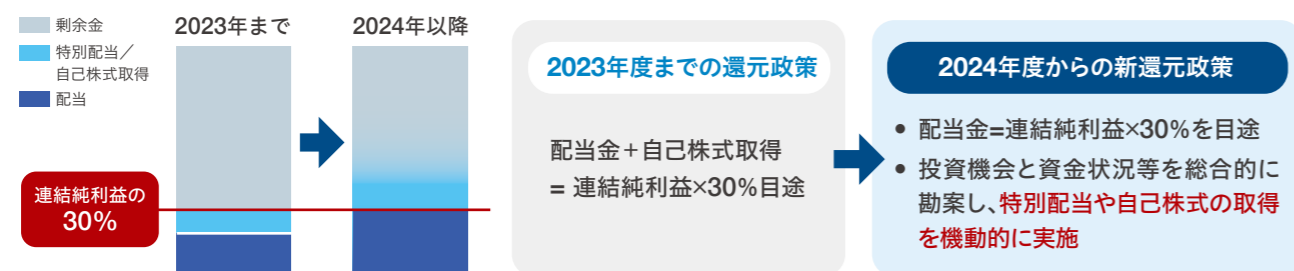 剰余金
特別配当／
自己株式取得
配当
2023年まで
2024年以降
連結純利益の
30%
2023年度までの還元政策
配当金＋自己株式取得
= 連結純利益×30%目途
2024年度からの新還元政策
• 配当金=連結純利益×30%を目途
• 投資機会と資金状況等を総合的に
勘案し、特別配当や自己株式の取得
を機動的に実施